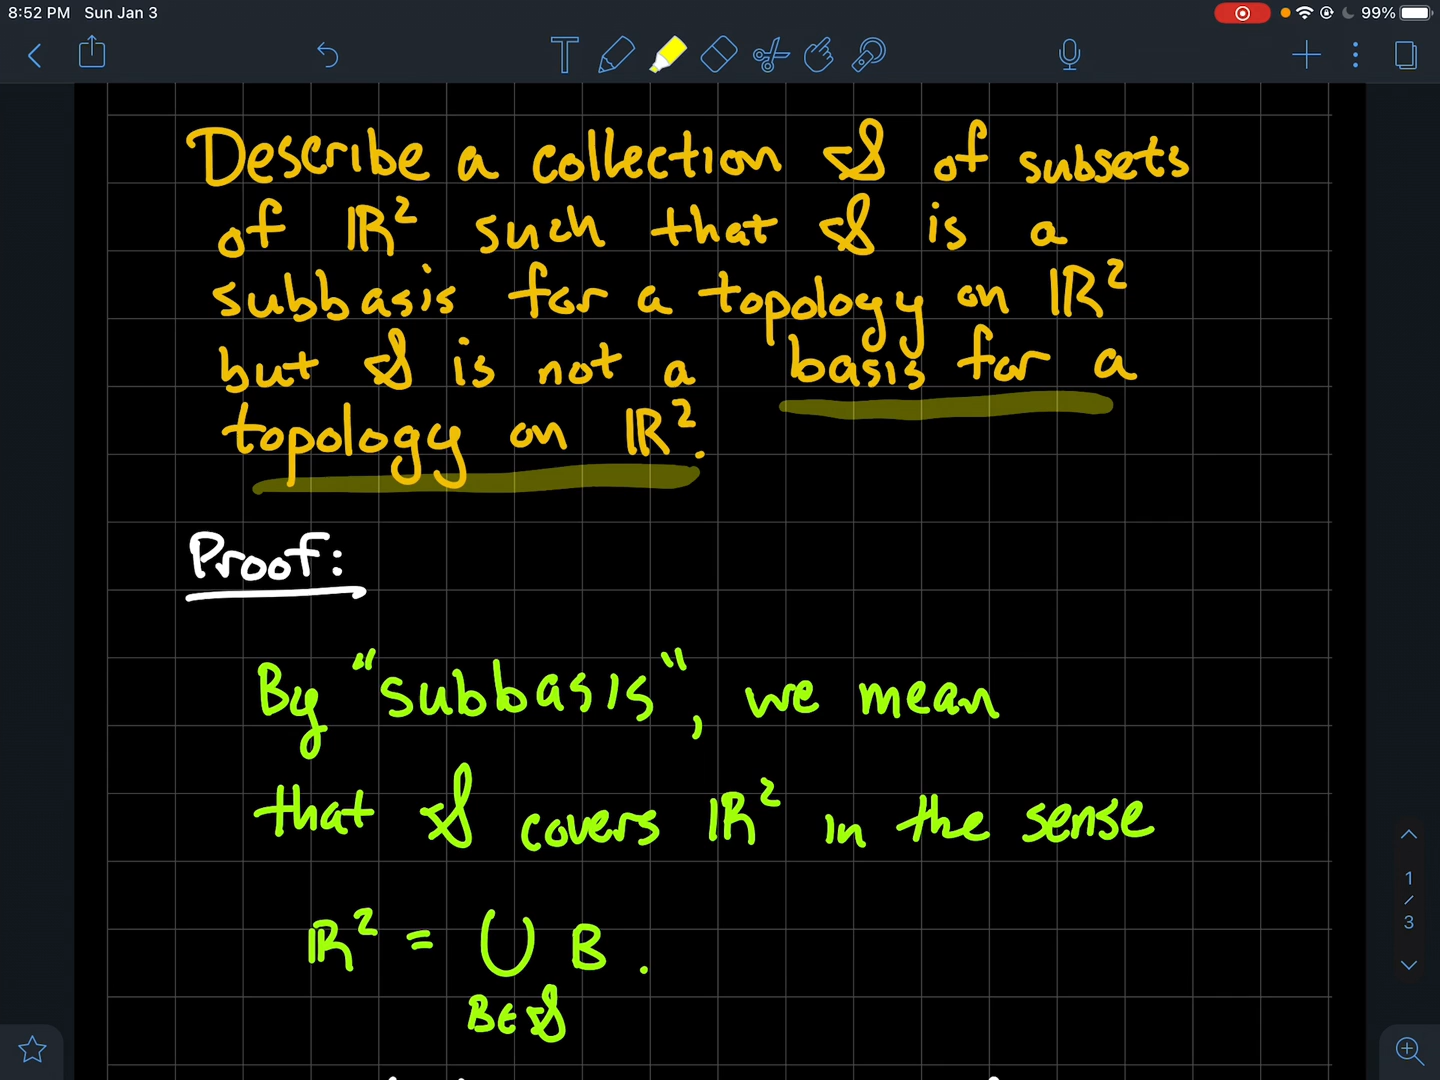 8:52 PM Sun Jan 3
99%
T
Describe a collection 𝒮 of subsets
of ℝ² such that 𝒮 is a
subbasis for a topology on ℝ²
but 𝒮 is not a basis for a
topology on ℝ².
Proof:
By "subbasis", we mean
that 𝒮 covers ℝ² in the sense
ℝ² = ⋃ B .
B∈𝒮
1
/
3